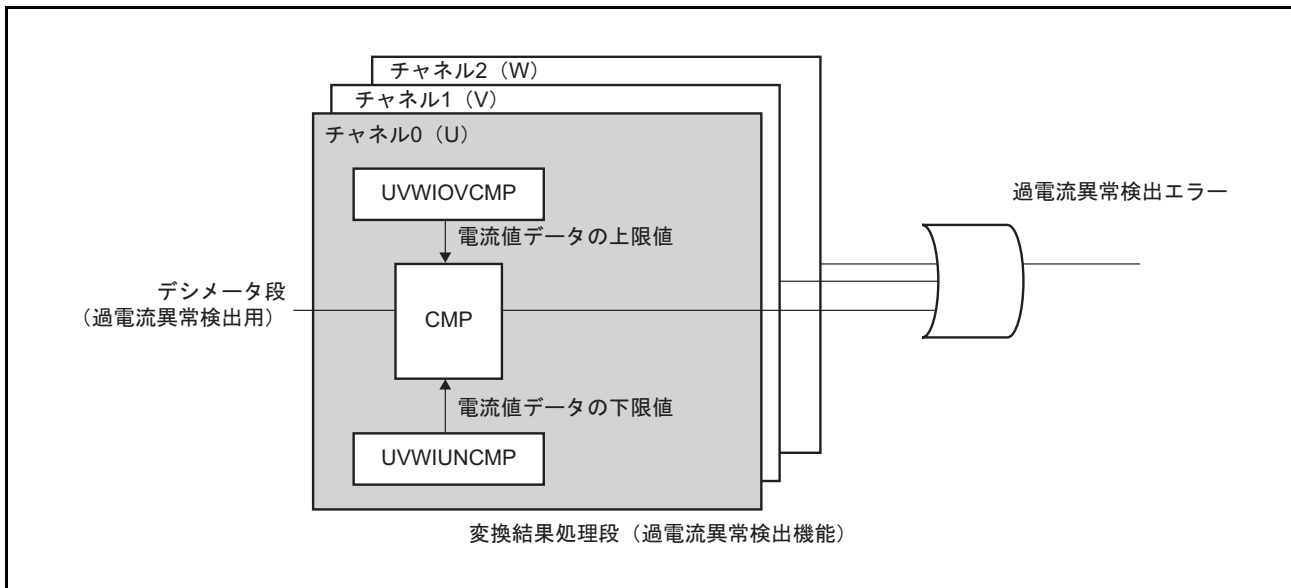 チャネル2（W）
チャネル1（V）
チャネル0（U）
UVWIOVCMP
過電流異常検出エラー
電流値データの上限値
デシメータ段
（過電流異常検出用）
CMP
電流値データの下限値
UVWIUNCMP
変換結果処理段（過電流異常検出機能）